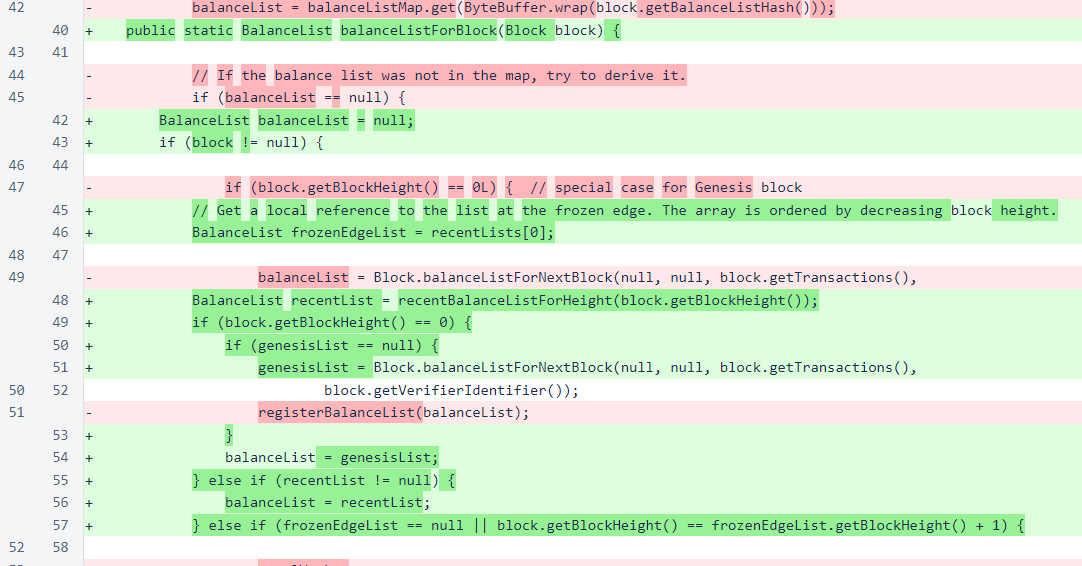 42 - balanceList = balanceListMap.get(ByteBuffer.wrap(block.getBalanceListHash()));
40 + public static BalanceList balanceListForBlock(Block block) {
43 41
44 - // If the balance list was not in the map, try to derive it.
45 - if (balanceList == null) {
42 + BalanceList balanceList = null;
43 + if (block != null) {
46 44
47 - if (block.getBlockHeight() == 0L) { // special case for Genesis block
45 + // Get a local reference to the list at the frozen edge. The array is ordered by decreasing block height.
46 + BalanceList frozenEdgeList = recentLists[0];
48 47
49 - balanceList = Block.balanceListForNextBlock(null, null, block.getTransactions(),
48 + BalanceList recentList = recentBalanceListForHeight(block.getBlockHeight());
49 + if (block.getBlockHeight() == 0) {
50 + if (genesisList == null) {
51 + genesisList = Block.balanceListForNextBlock(null, null, block.getTransactions(),
50 52 block.getVerifierIdentifier());
51 - registerBalanceList(balanceList);
53 + }
54 + balanceList = genesisList;
55 + } else if (recentList != null) {
56 + balanceList = recentList;
57 + } else if (frozenEdgeList == null || block.getBlockHeight() == frozenEdgeList.getBlockHeight() + 1) {
52 58